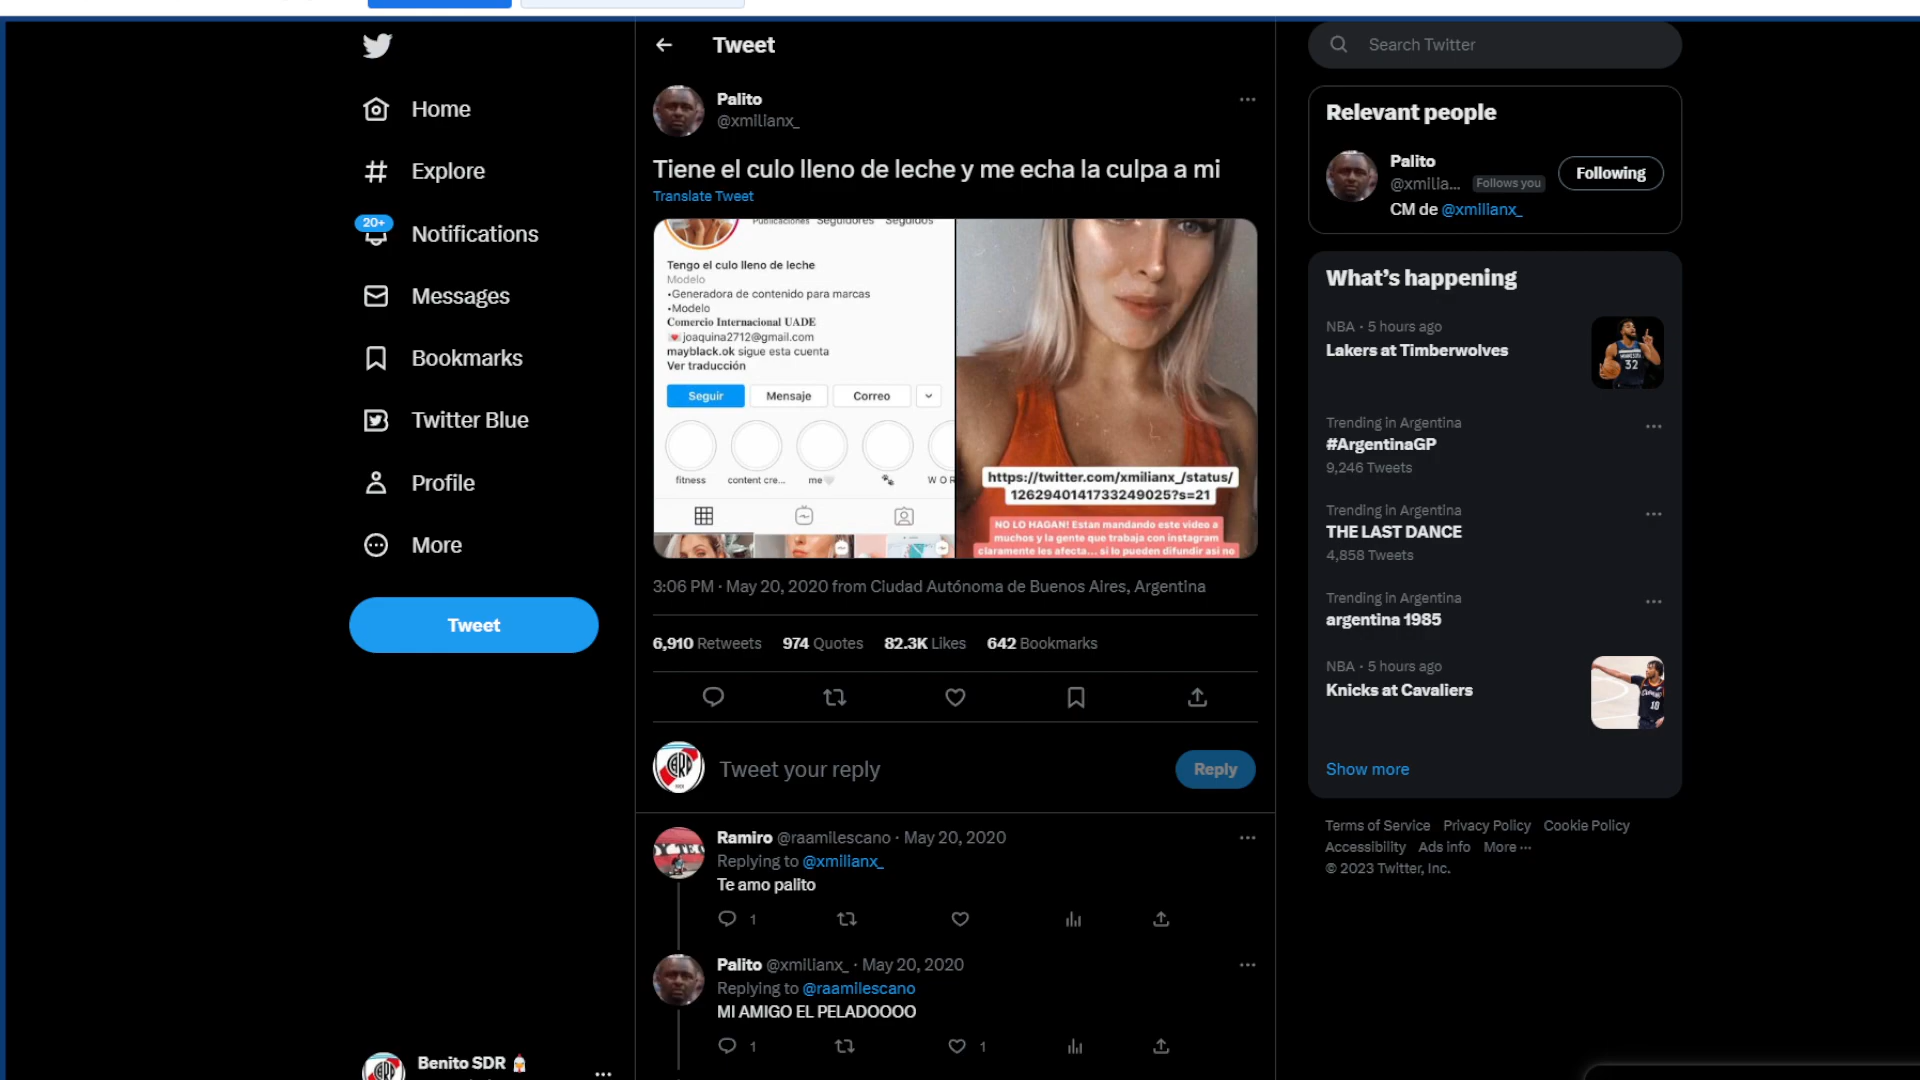 Home
Explore
20+
Notifications
Messages
Bookmarks
Twitter Blue
Profile
More
Tweet
Benito SDR
Tweet
Palito
@xmilianx_
Tiene el culo lleno de leche y me echa la culpa a mi
Translate Tweet
Publicaciones Seguidores Seguidos
Tengo el culo lleno de leche
Modelo
•Generadora de contenido para marcas
•Modelo
Comercio Internacional UADE
joaquina2712@gmail.com
mayblack.ok sigue esta cuenta
Ver traducción
Seguir Mensaje Correo
fitness content cre... me W O R
https://twitter.com/xmilianx_/status/
1262940141733249025?s=21
NO LO HAGAN! Estan mandando este video a
muchos y la gente que trabaja con instagram
claramente les afecta... si lo pueden difundir asi no
3:06 PM · May 20, 2020 from Ciudad Autónoma de Buenos Aires, Argentina
6,910 Retweets 974 Quotes 82.3K Likes 642 Bookmarks
Tweet your reply
Reply
Ramiro @raamilescano · May 20, 2020
Replying to @xmilianx_
Te amo palito
1
Palito @xmilianx_ · May 20, 2020
Replying to @raamilescano
MI AMIGO EL PELADOOOO
1 1
Search Twitter
Relevant people
Palito
@xmilia... Follows you
Following
CM de @xmilianx_
What's happening
NBA · 5 hours ago
Lakers at Timberwolves
Trending in Argentina
#ArgentinaGP
9,246 Tweets
Trending in Argentina
THE LAST DANCE
4,858 Tweets
Trending in Argentina
argentina 1985
NBA · 5 hours ago
Knicks at Cavaliers
Show more
Terms of Service Privacy Policy Cookie Policy
Accessibility Ads info More ···
© 2023 Twitter, Inc.